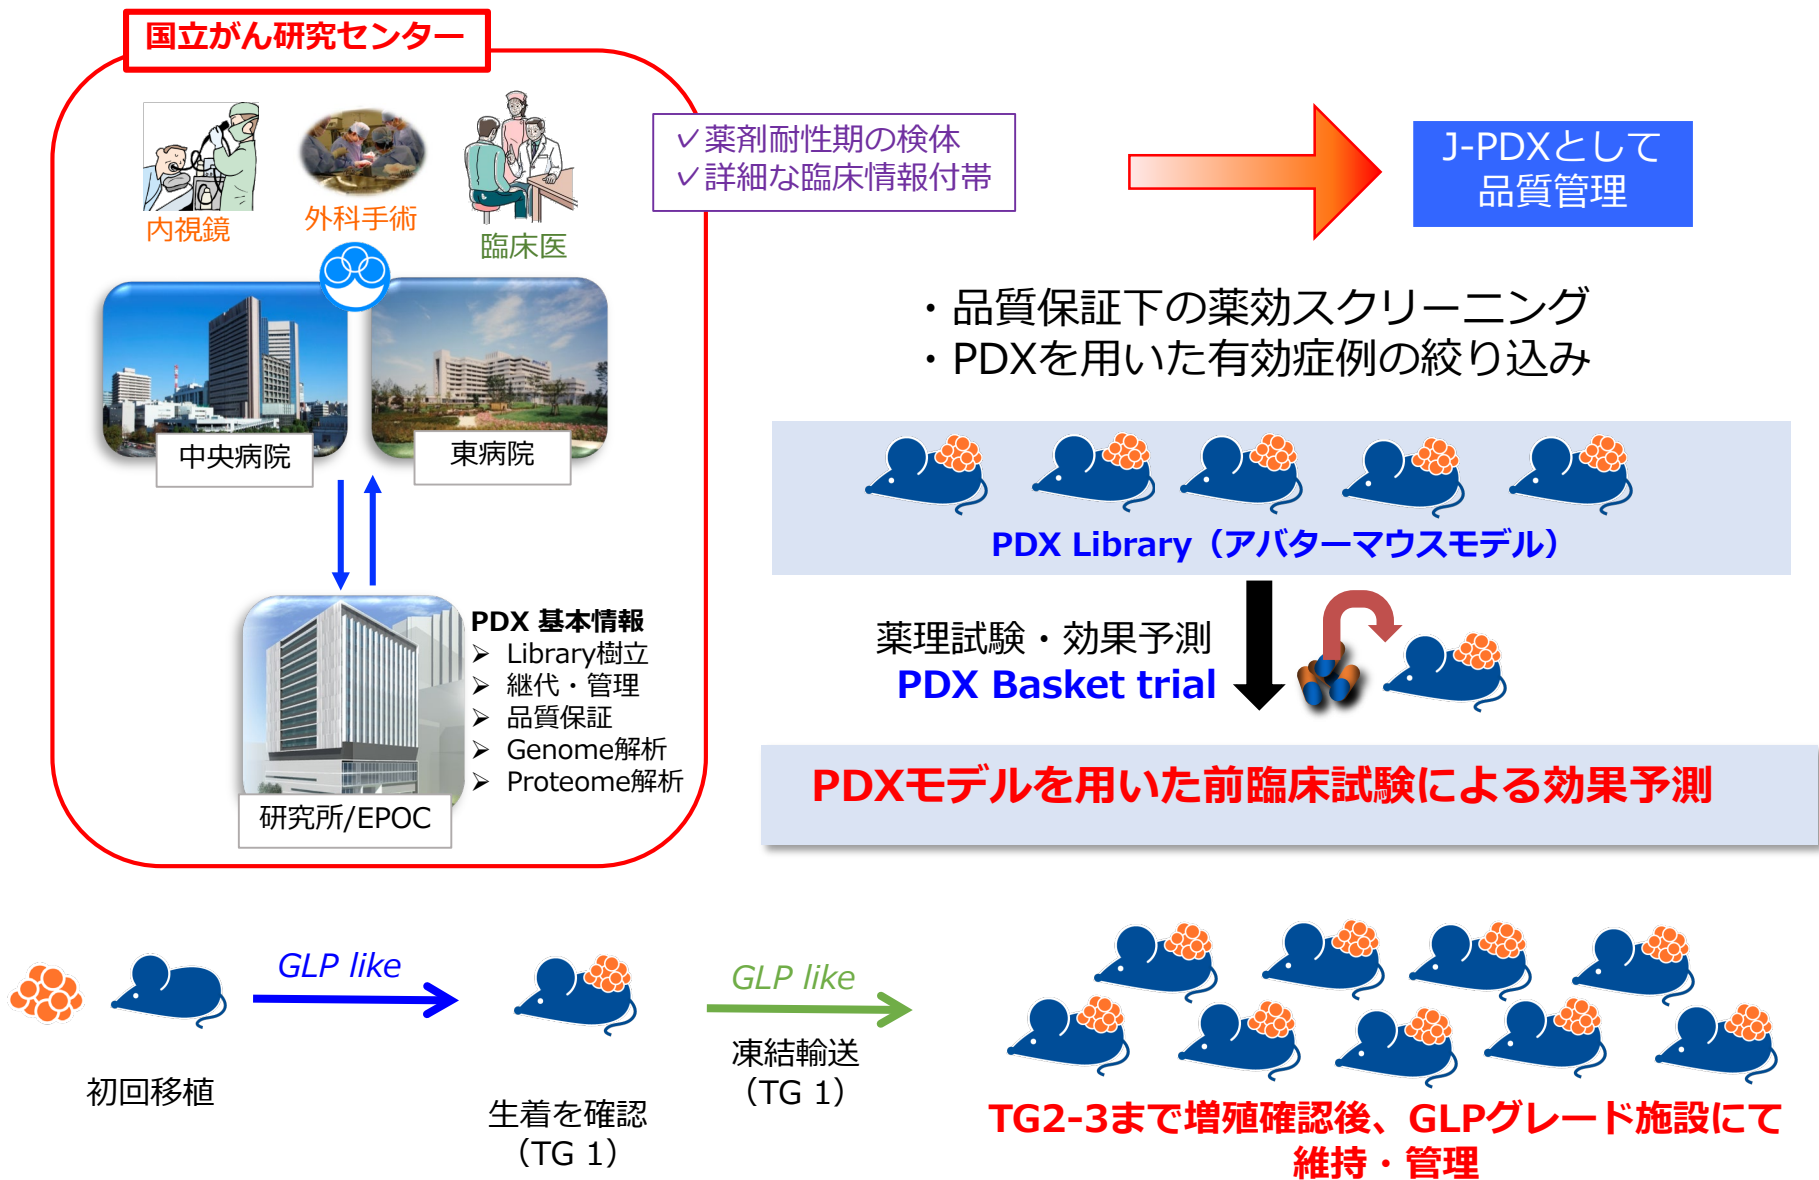 国立がん研究センター
内視鏡
外科手術
臨床医
中央病院
東病院
PDX 基本情報
➢ Library樹立
➢ 継代・管理
➢ 品質保証
➢ Genome解析
➢ Proteome解析
研究所/EPOC
✓薬剤耐性期の検体
✓詳細な臨床情報付帯
J-PDXとして
品質管理
・品質保証下の薬効スクリーニング
・PDXを用いた有効症例の絞り込み
PDX Library（アバターマウスモデル）
薬理試験・効果予測
PDX Basket trial
PDXモデルを用いた前臨床試験による効果予測
初回移植
GLP like
生着を確認
（TG 1）
GLP like
凍結輸送
（TG 1）
TG2-3まで増殖確認後、GLPグレード施設にて
維持・管理